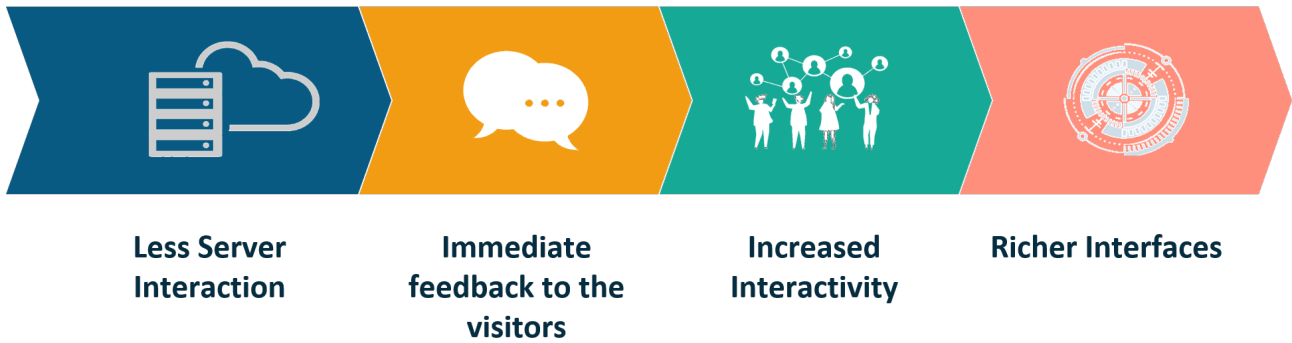 Less Server
Interaction
Immediate
feedback to the
visitors
Increased
Interactivity
Richer Interfaces